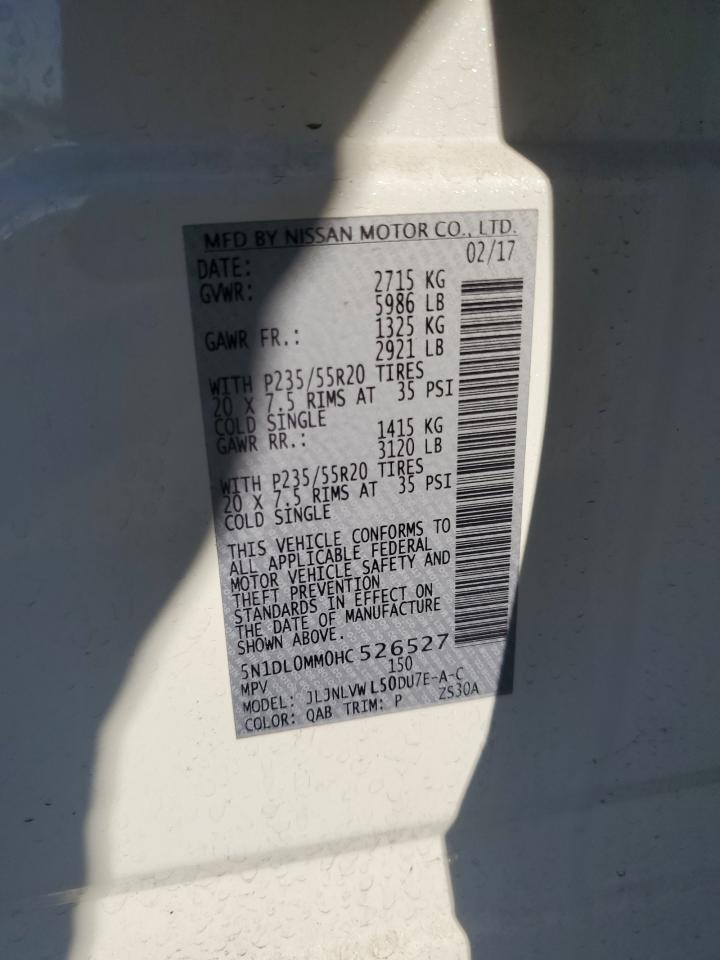 MFD BY NISSAN MOTOR CO., LTD.
DATE: 02/17
GVWR: 2715 KG
5986 LB
GAWR FR.: 1325 KG
2921 LB
WITH P235/55R20 TIRES
20 X 7.5 RIMS AT 35 PSI
COLD SINGLE
GAWR RR.: 1415 KG
3120 LB
WITH P235/55R20 TIRES
20 X 7.5 RIMS AT 35 PSI
COLD SINGLE
THIS VEHICLE CONFORMS TO
ALL APPLICABLE FEDERAL
MOTOR VEHICLE SAFETY AND
THEFT PREVENTION
STANDARDS IN EFFECT ON
THE DATE OF MANUFACTURE
SHOWN ABOVE.
5N1DL0MM0HC526527
MPV 150
MODEL: JLJNLVWL50DU7E-A-C
COLOR: QAB TRIM: P ZS30A